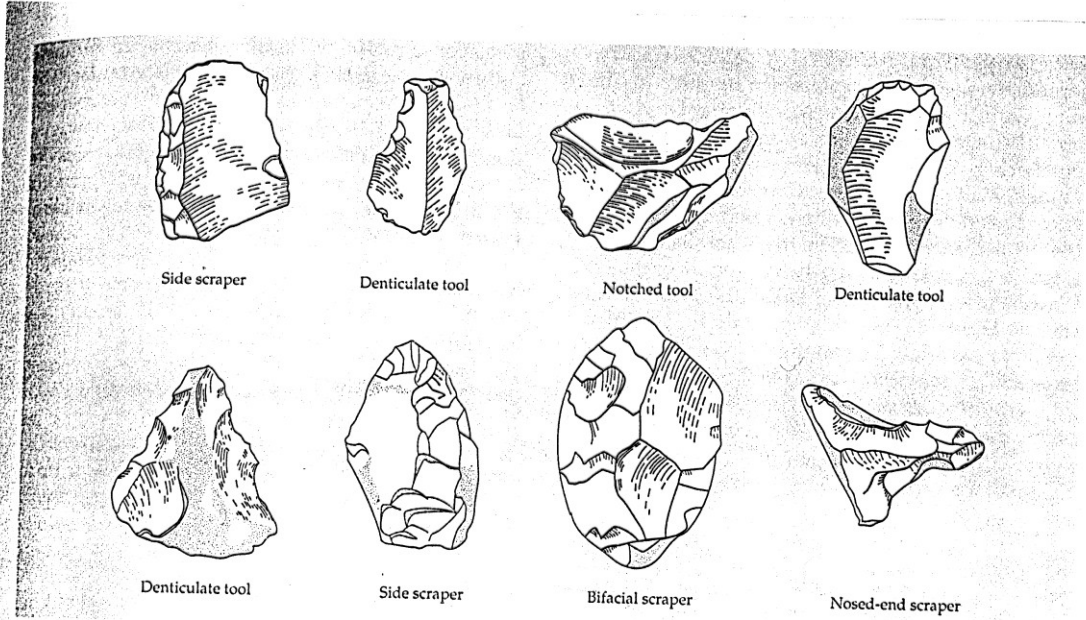 Side scraper
Denticulate tool
Notched tool
Denticulate tool
Denticulate tool
Side scraper
Bifacial scraper
Nosed-end scraper